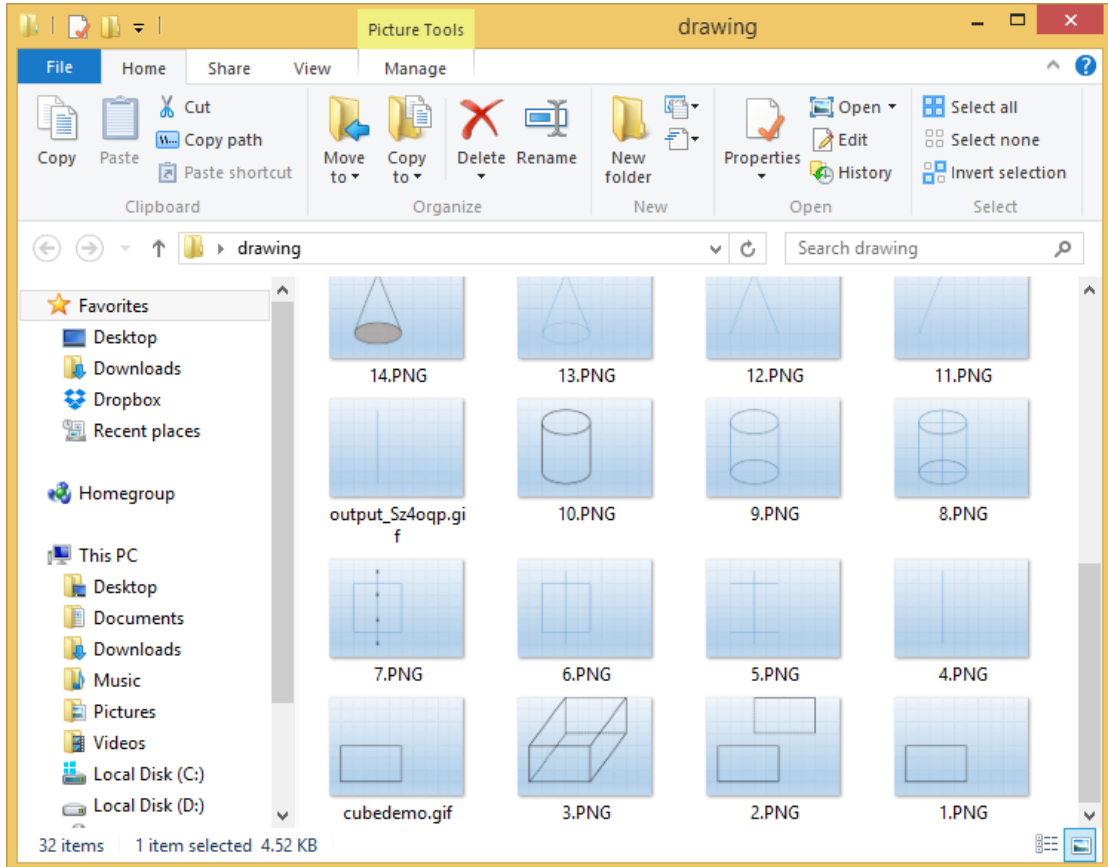 Picture Tools
drawing
File
Home
Share
View
Manage
Copy
Paste
Cut
W... Copy path
Paste shortcut
Clipboard
Move to
Copy to
Delete
Rename
Organize
New folder
New
Properties
Open
Edit
History
Open
Select all
Select none
Invert selection
Select
drawing
Search drawing
Favorites
Desktop
Downloads
Dropbox
Recent places
Homegroup
This PC
Desktop
Documents
Downloads
Music
Pictures
Videos
Local Disk (C:)
Local Disk (D:)
14.PNG
13.PNG
12.PNG
11.PNG
output_Sz4oqp.gi
f
10.PNG
9.PNG
8.PNG
7.PNG
6.PNG
5.PNG
4.PNG
cubedemo.gif
3.PNG
2.PNG
1.PNG
32 items
1 item selected 4.52 KB